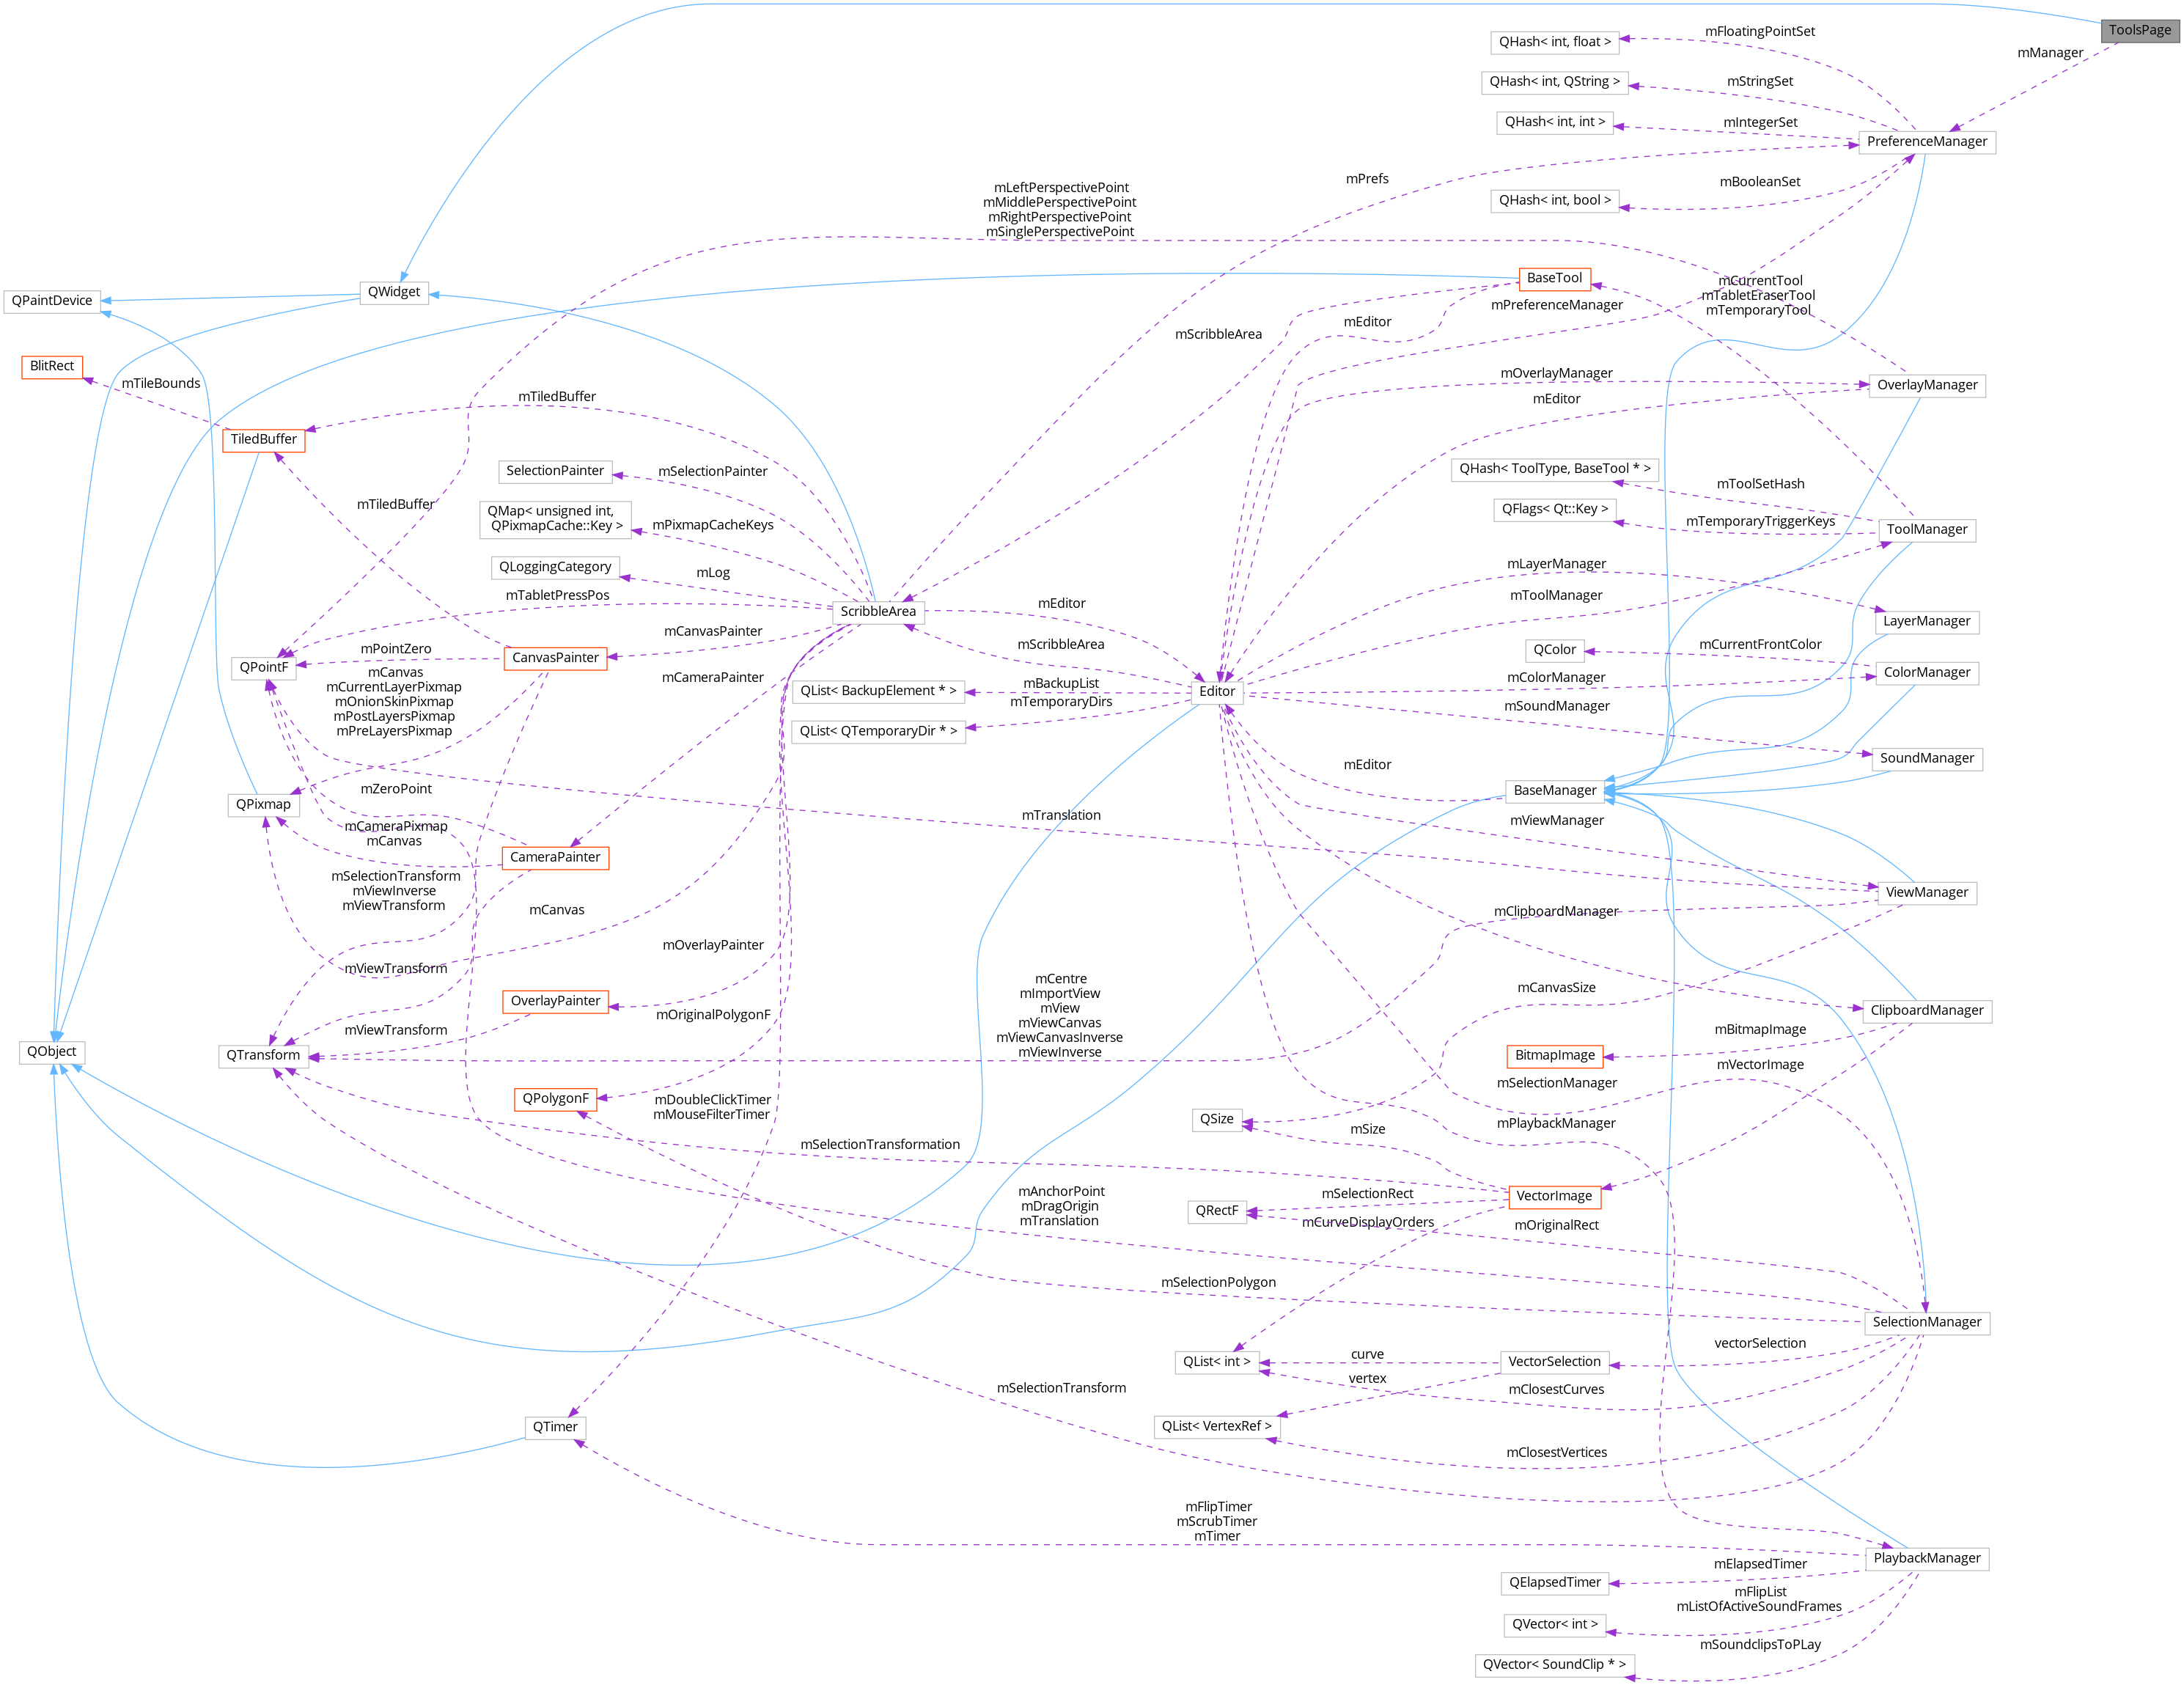 ToolsPage
mFloatingPointSet
QHash< int, float >
mManager
mStringSet
QHash< int, QString >
mIntegerSet
QHash< int, int >
PreferenceManager
mPrefs
mBooleanSet
QHash< int, bool >
mLeftPerspectivePoint
mMiddlePerspectivePoint
mRightPerspectivePoint
mSinglePerspectivePoint
BaseTool
mCurrentTool
mTabletEraserTool
mTemporaryTool
QWidget
QPaintDevice
mPreferenceManager
mEditor
mScribbleArea
BlitRect
mTileBounds
mOverlayManager
OverlayManager
mTiledBuffer
mEditor
TiledBuffer
SelectionPainter
mSelectionPainter
QHash< ToolType, BaseTool * >
mToolSetHash
QMap< unsigned int,
QPixmapCache::Key >
mPixmapCacheKeys
mTiledBuffer
QFlags< Qt::Key >
mTemporaryTriggerKeys
ToolManager
QLoggingCategory
mLog
mLayerManager
mTabletPressPos
mEditor
ScribbleArea
mToolManager
LayerManager
mCanvasPainter
mPointZero
CanvasPainter
mScribbleArea
QColor
mCurrentFrontColor
QPointF
mCanvas
mCurrentLayerPixmap
mOnionSkinPixmap
mPostLayersPixmap
mPreLayersPixmap
mCameraPainter
QList< BackupElement * >
mBackupList
Editor
mColorManager
ColorManager
mTemporaryDirs
QList< QTemporaryDir * >
mSoundManager
SoundManager
mEditor
BaseManager
mZeroPoint
QPixmap
mTranslation
mViewManager
mCameraPixmap
mCanvas
CameraPainter
mSelectionTransform
mViewInverse
mViewTransform
mCanvas
mClipboardManager
ViewManager
mOverlayPainter
mViewTransform
mCentre
mImportView
mView
mViewCanvas
mViewCanvasInverse
mViewInverse
mCanvasSize
OverlayPainter
mOriginalPolygonF
ClipboardManager
mViewTransform
mBitmapImage
QObject
QTransform
BitmapImage
mVectorImage
mSelectionManager
QPolygonF
mDoubleClickTimer
mMouseFilterTimer
QSize
mSize
mPlaybackManager
mSelectionTransformation
mAnchorPoint
mDragOrigin
mTranslation
mSelectionRect
VectorImage
QRectF
mCurveDisplayOrders
mOriginalRect
mSelectionPolygon
SelectionManager
vectorSelection
QList< int >
curve
VectorSelection
vertex
mSelectionTransform
mClosestCurves
QTimer
QList< VertexRef >
mClosestVertices
mFlipTimer
mScrubTimer
mTimer
PlaybackManager
mElapsedTimer
QElapsedTimer
mFlipList
mListOfActiveSoundFrames
QVector< int >
mSoundclipsToPLay
QVector< SoundClip * >